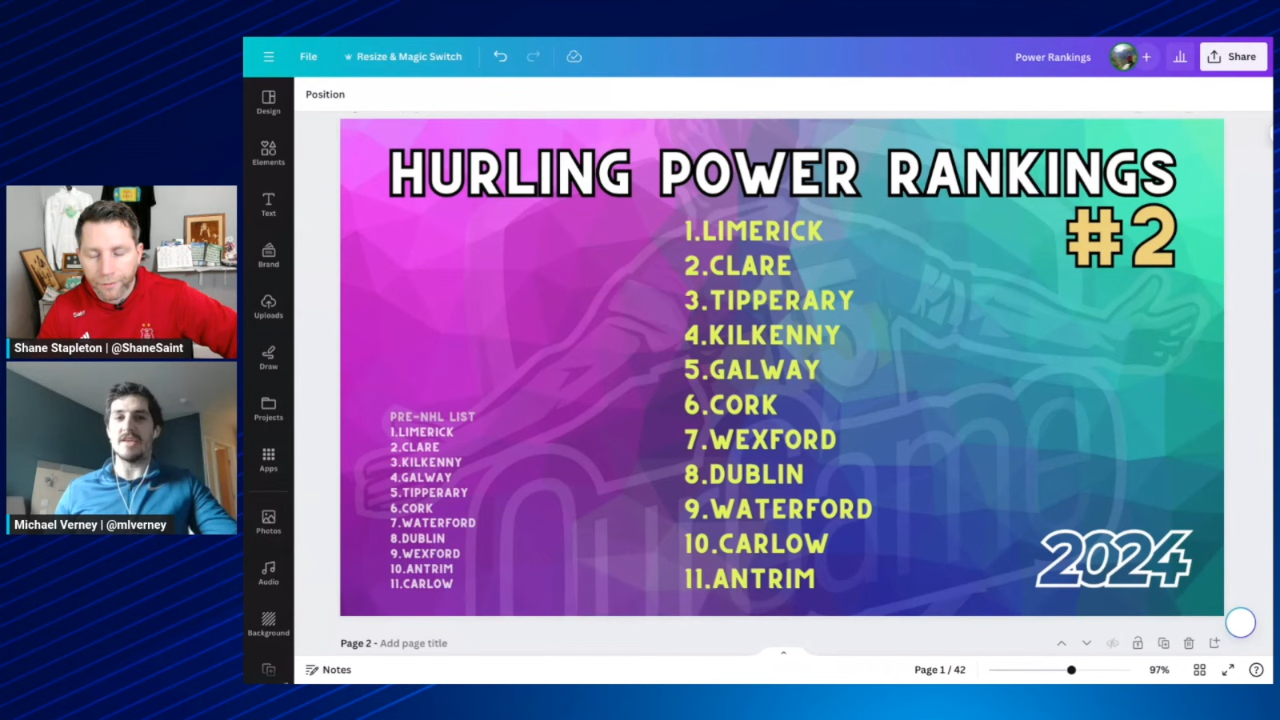 File
Resize & Magic Switch
Power Rankings
Share
Position
Design
Elements
Text
Brand
Uploads
Draw
Projects
Apps
Photos
Audio
Background
HURLING POWER RANKINGS
#2
1.LIMERICK
2.CLARE
3.TIPPERARY
4.KILKENNY
5.GALWAY
6.CORK
7.WEXFORD
8.DUBLIN
9.WATERFORD
10.CARLOW
11.ANTRIM
PRE-NHL LIST
1.LIMERICK
2.CLARE
3.KILKENNY
4.GALWAY
5.TIPPERARY
6.CORK
7.WATERFORD
8.DUBLIN
9.WEXFORD
10.ANTRIM
11.CARLOW
2024
Ourgame
Shane Stapleton | @ShaneSaint
Michael Verney | @mlverney
Page 2 - Add page title
Notes
Page 1 / 42
97%